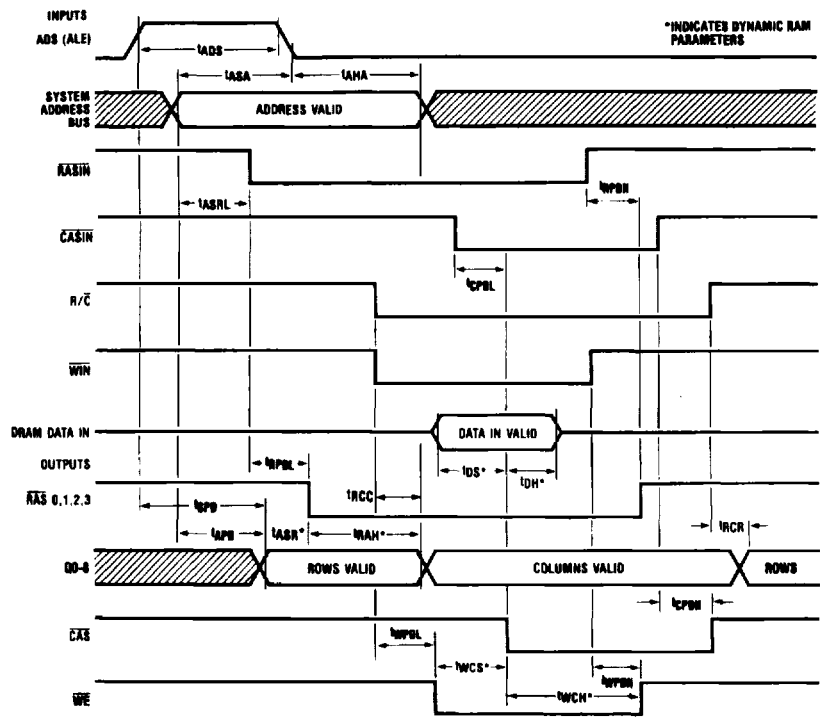 INPUTS
ADS (ALE)
*INDICATES DYNAMIC RAM
PARAMETERS
tADS
tASA
tAHA
SYSTEM
ADDRESS
BUS
ADDRESS VALID
RASIN
tRPDH
tASRL
CASIN
tCPDL
R/C
WIN
DRAM DATA IN
DATA IN VALID
OUTPUTS
tRPDL
tDS*
tDH*
RAS 0,1,2,3
tRCC
tSPD
tAPD
tASR*
tRAH*
tRCR
Q0-8
ROWS VALID
COLUMNS VALID
ROWS
tCPDH
CAS
tWPDL
tWCS*
tWPDH
tWCH*
WE